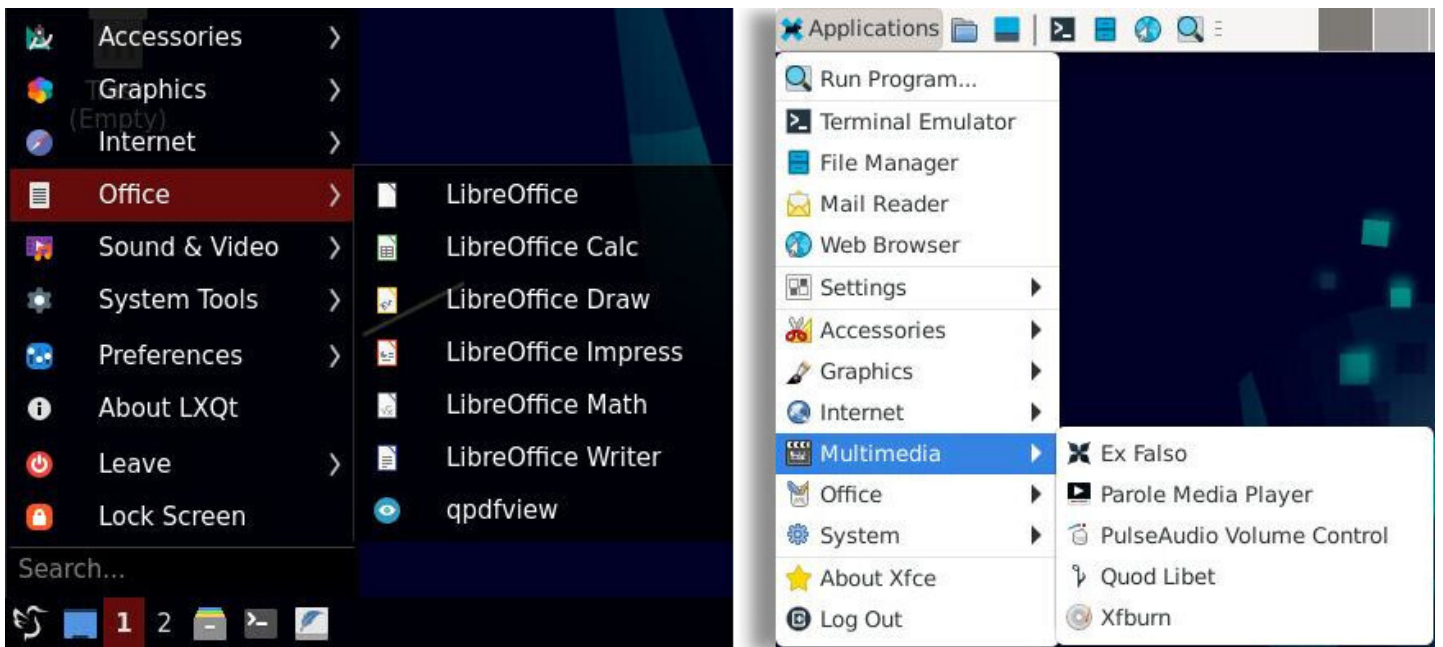 Accessories
Trash
(Empty)
Graphics
Internet
Office
Sound & Video
System Tools
Preferences
About LXQt
Leave
Lock Screen
Search...
1 2
LibreOffice
LibreOffice Calc
LibreOffice Draw
LibreOffice Impress
LibreOffice Math
LibreOffice Writer
qpdfview
Applications
Run Program...
Terminal Emulator
File Manager
Mail Reader
Web Browser
Settings
Accessories
Graphics
Internet
Multimedia
Office
System
About Xfce
Log Out
Ex Falso
Parole Media Player
PulseAudio Volume Control
Quod Libet
Xfburn